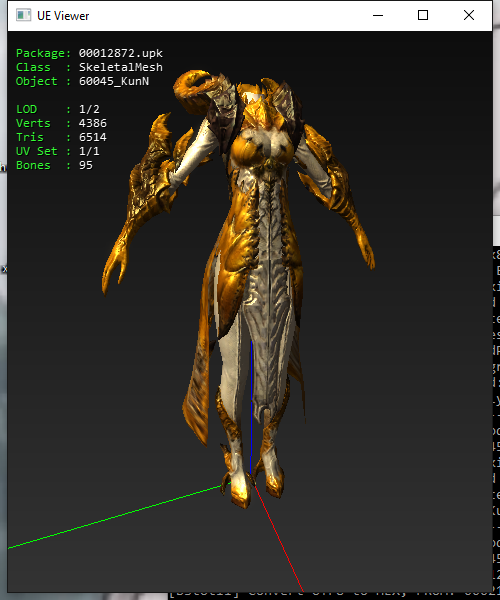 UE Viewer
Package: 00012872.upk
Class : SkeletalMesh
Object : 60045_KunN
LOD : 1/2
Verts : 4386
Tris : 6514
UV Set : 1/1
Bones : 95